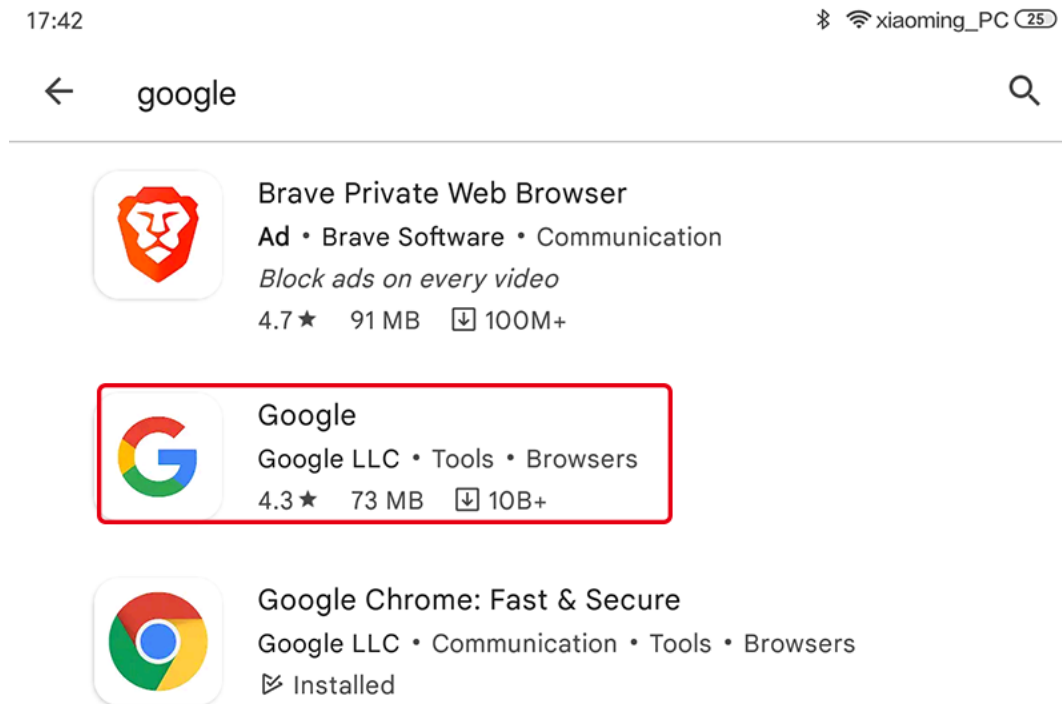 17:42 xiaoming_PC 25
google
Brave Private Web Browser
Ad • Brave Software • Communication
Block ads on every video
4.7★ 91 MB 100M+
Google
Google LLC • Tools • Browsers
4.3★ 73 MB 10B+
Google Chrome: Fast & Secure
Google LLC • Communication • Tools • Browsers
Installed